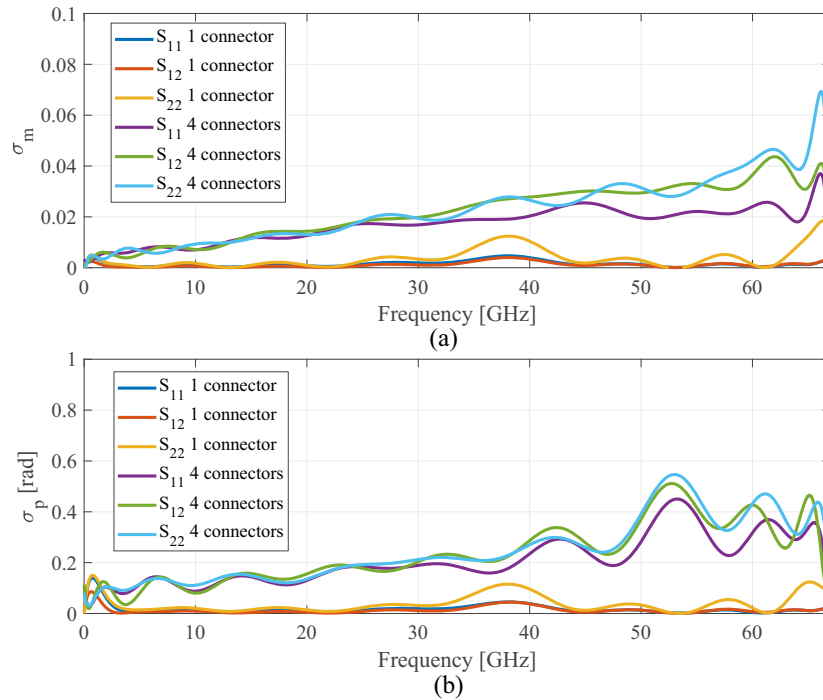 0.1
0.08
0.06
0.04
0.02
0
σm
S11 1 connector
S12 1 connector
S22 1 connector
S11 4 connectors
S12 4 connectors
S22 4 connectors
0 10 20 30 40 50 60
Frequency [GHz]
(a)
1
0.8
0.6
0.4
0.2
0
σp [rad]
S11 1 connector
S12 1 connector
S22 1 connector
S11 4 connectors
S12 4 connectors
S22 4 connectors
0 10 20 30 40 50 60
Frequency [GHz]
(b)